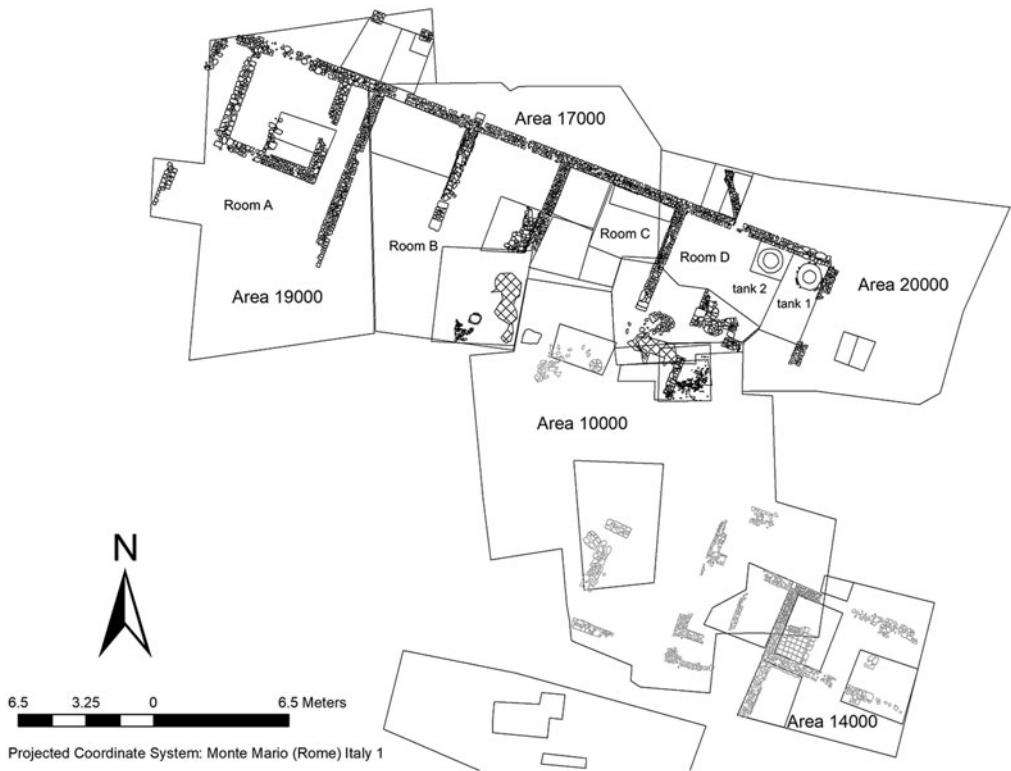 Area 17000
Room A
Room B
Room C
Room D
tank 2
tank 1
Area 19000
Area 20000
Area 10000
N
Area 14000
6.5 3.25 0 6.5 Meters
Projected Coordinate System: Monte Mario (Rome) Italy 1